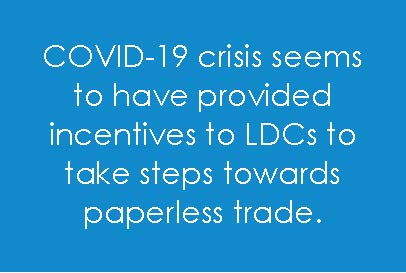 COVID-19 crisis seems
to have provided
incentives to LDCs to
take steps towards
paperless trade.